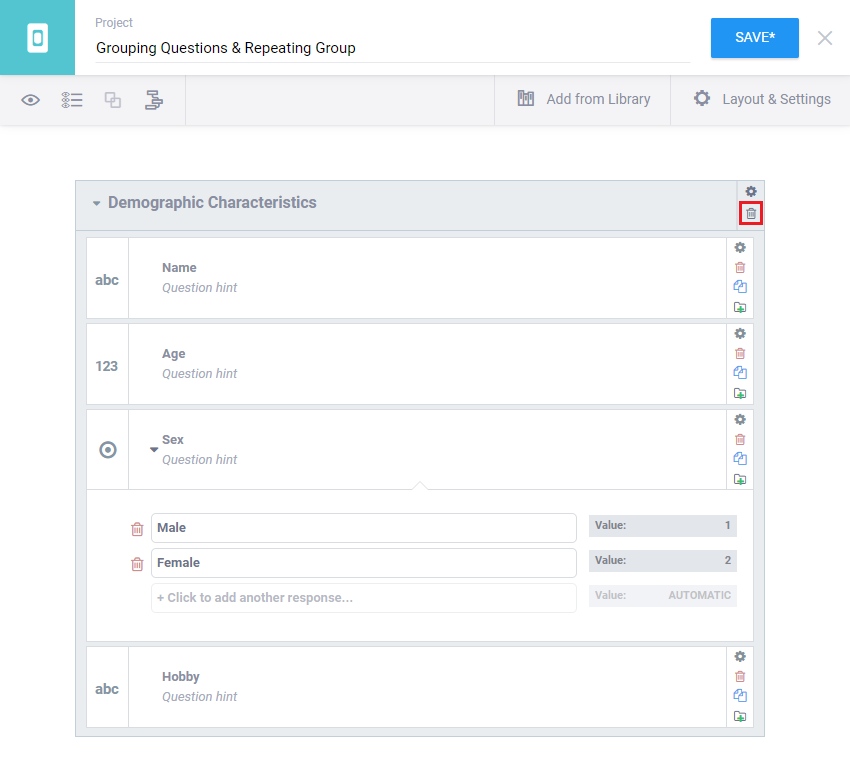 Project
Grouping Questions & Repeating Group
SAVE*
Add from Library
Layout & Settings
Demographic Characteristics
abc
Name
Question hint
123
Age
Question hint
Sex
Question hint
Male
Value: 1
Female
Value: 2
+ Click to add another response...
Value: AUTOMATIC
abc
Hobby
Question hint